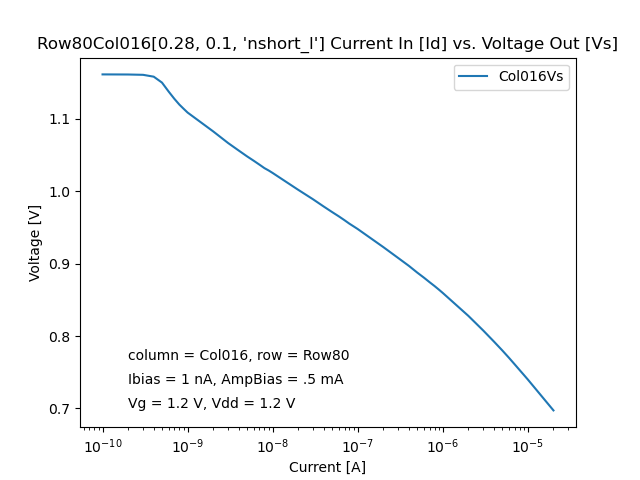 Row80Col016[0.28, 0.1, 'nshort_l'] Current In [Id] vs. Voltage Out [Vs]
Col016Vs
1.1
1.0
0.9
0.8
0.7
Voltage [V]
column = Col016, row = Row80
Ibias = 1 nA, AmpBias = .5 mA
Vg = 1.2 V, Vdd = 1.2 V
10⁻¹⁰ 10⁻⁹ 10⁻⁸ 10⁻⁷ 10⁻⁶ 10⁻⁵
Current [A]